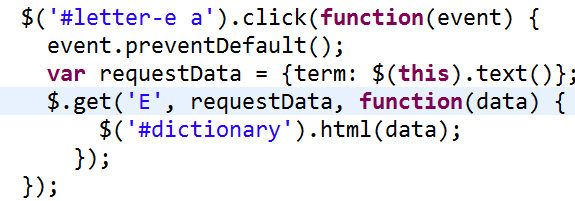 $('#letter-e a').click(function(event) {
  event.preventDefault();
  var requestData = {term: $(this).text()};
  $.get('E', requestData, function(data) {
      $('#dictionary').html(data);
    });
});